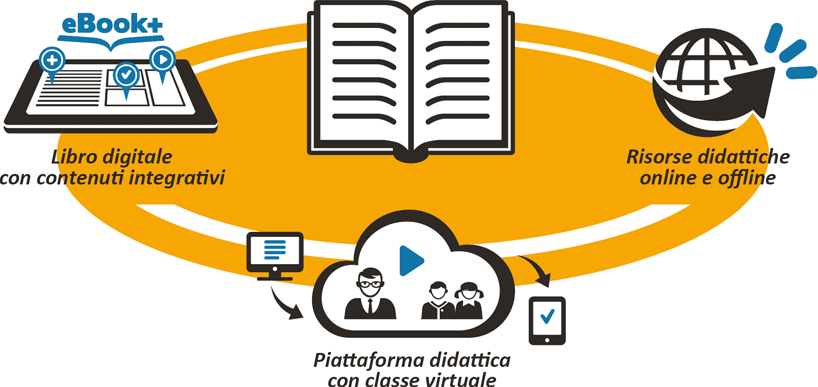 eBook+
Libro digitale
con contenuti integrativi
Risorse didattiche
online e offline
Piattaforma didattica
con classe virtuale